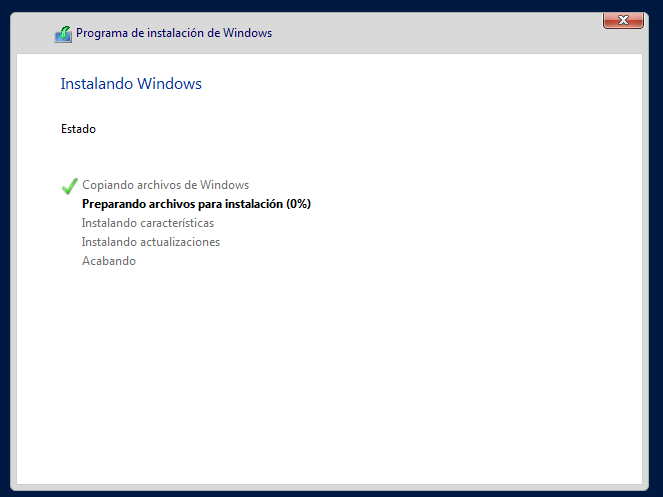 Programa de instalación de Windows
Instalando Windows
Estado
Copiando archivos de Windows
Preparando archivos para instalación (0%)
Instalando características
Instalando actualizaciones
Acabando